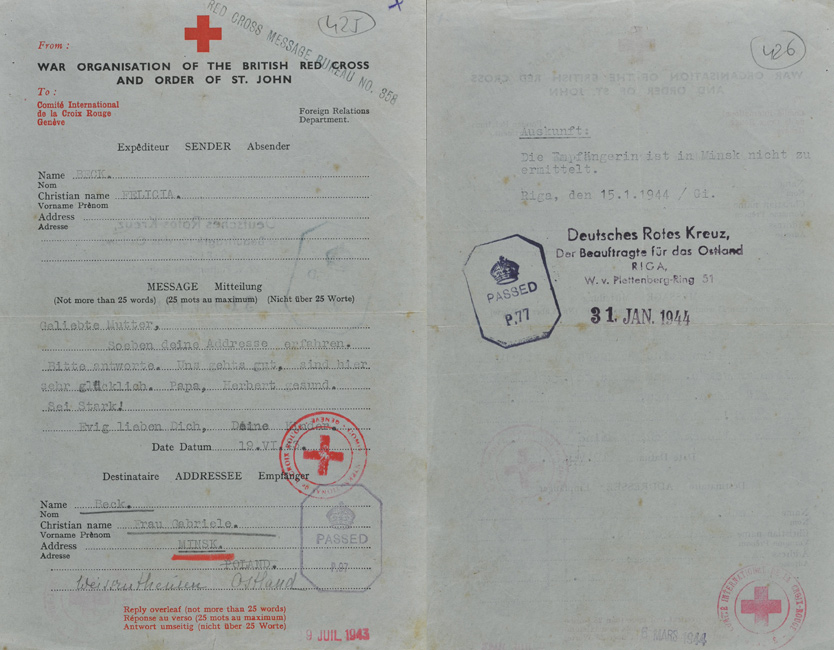 RED CROSS MESSAGE BUREAU NO. 858
425
From:
WAR ORGANISATION OF THE BRITISH RED CROSS
AND ORDER OF ST. JOHN
To:
Comité International
de la Croix Rouge
Genève
Foreign Relations
Department.
Expéditeur SENDER Absender
Name BECK.
Nom
Christian name FELICIA.
Vorname Prénom
Address
Adresse
MESSAGE Mitteilung
(Not more than 25 words) (25 mots au maximum) (Nicht über 25 Worte)
Geliebte Mutter,
Soeben deine Addresse erfahren.
Bitte antworte. Uns gehts gut, sind hier
sehr glücklich. Papa, Herbert gesund.
Sei Stark!
Evig lieben Dich, Deine Kinder.
Date Datum 12.VI.
Destinataire ADDRESSEE Empfänger
Name Beck.
Nom
Christian name Frau Gabriele.
Vorname Prénom
Address MINSK.
Adresse
POLAND.
Weissruthenien Ostland
PASSED
P.77
Reply overleaf (not more than 25 words)
Réponse au verso (25 mots au maximum)
Antwort umseitig (nicht über 25 Worte)
9 JUIL 1943
426
Auskunft:
Die Empfängerin ist in Minsk nicht zu
ermittelt.
Riga, den 15.1.1944 / Gi.
Deutsches Rotes Kreuz,
Der Beauftragte für das Ostland
RIGA,
W. v. Plettenberg-Ring 51
PASSED
P.77
31. JAN. 1944
MARS 1944